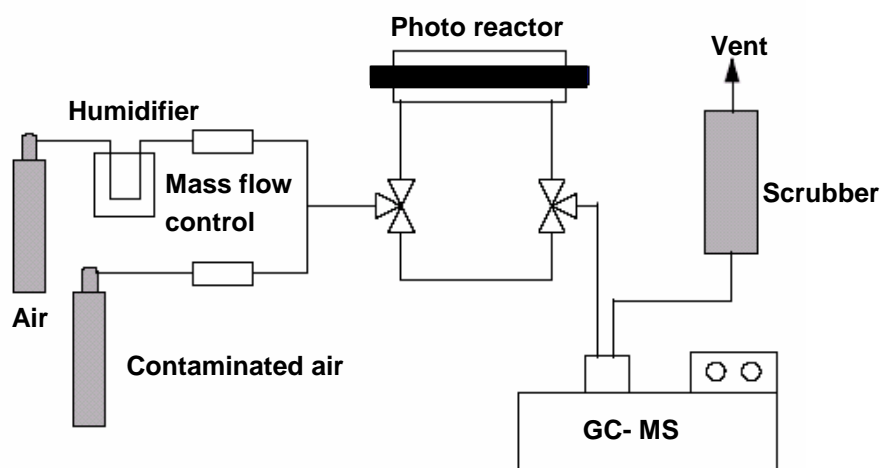 Photo reactor
Vent
Humidifier
Mass flow
control
Scrubber
Air
Contaminated air
GC- MS